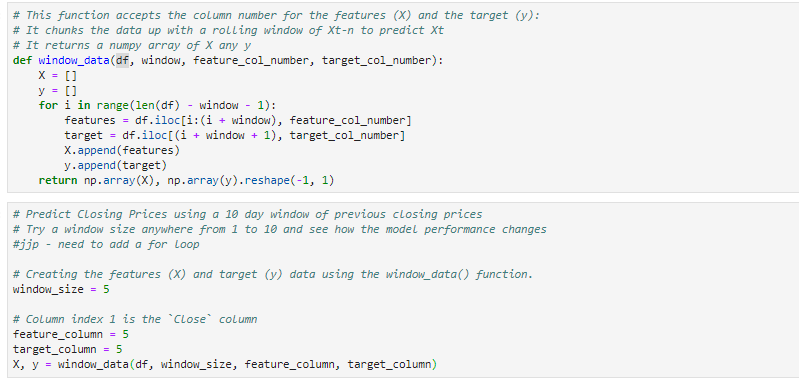 # This function accepts the column number for the features (X) and the target (y):
# It chunks the data up with a rolling window of Xt-n to predict Xt
# It returns a numpy array of X any y
def window_data(df, window, feature_col_number, target_col_number):
    X = []
    y = []
    for i in range(len(df) - window - 1):
        features = df.iloc[i:(i + window), feature_col_number]
        target = df.iloc[(i + window + 1), target_col_number]
        X.append(features)
        y.append(target)
    return np.array(X), np.array(y).reshape(-1, 1)
# Predict Closing Prices using a 10 day window of previous closing prices
# Try a window size anywhere from 1 to 10 and see how the model performance changes
#jjp - need to add a for loop
# Creating the features (X) and target (y) data using the window_data() function.
window_size = 5
# Column index 1 is the `Close` column
feature_column = 5
target_column = 5
X, y = window_data(df, window_size, feature_column, target_column)